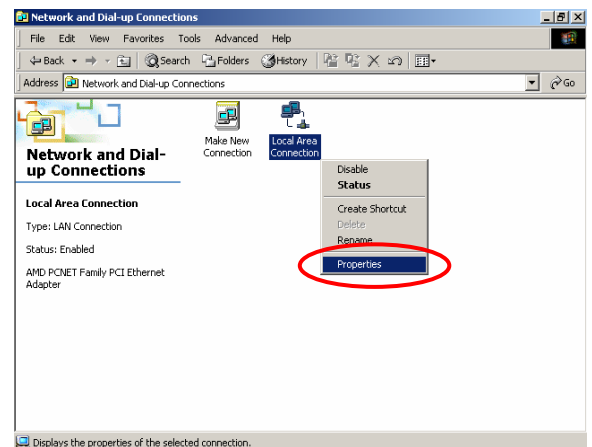 Network and Dial-up Connections
File Edit View Favorites Tools Advanced Help
Back Search Folders History
Address Network and Dial-up Connections Go
Make New
Connection
Local Area
Connection
Network and Dial-
up Connections
Local Area Connection
Type: LAN Connection
Status: Enabled
AMD PCNET Family PCI Ethernet
Adapter
Disable
Status
Create Shortcut
Delete
Rename
Properties
Displays the properties of the selected connection.